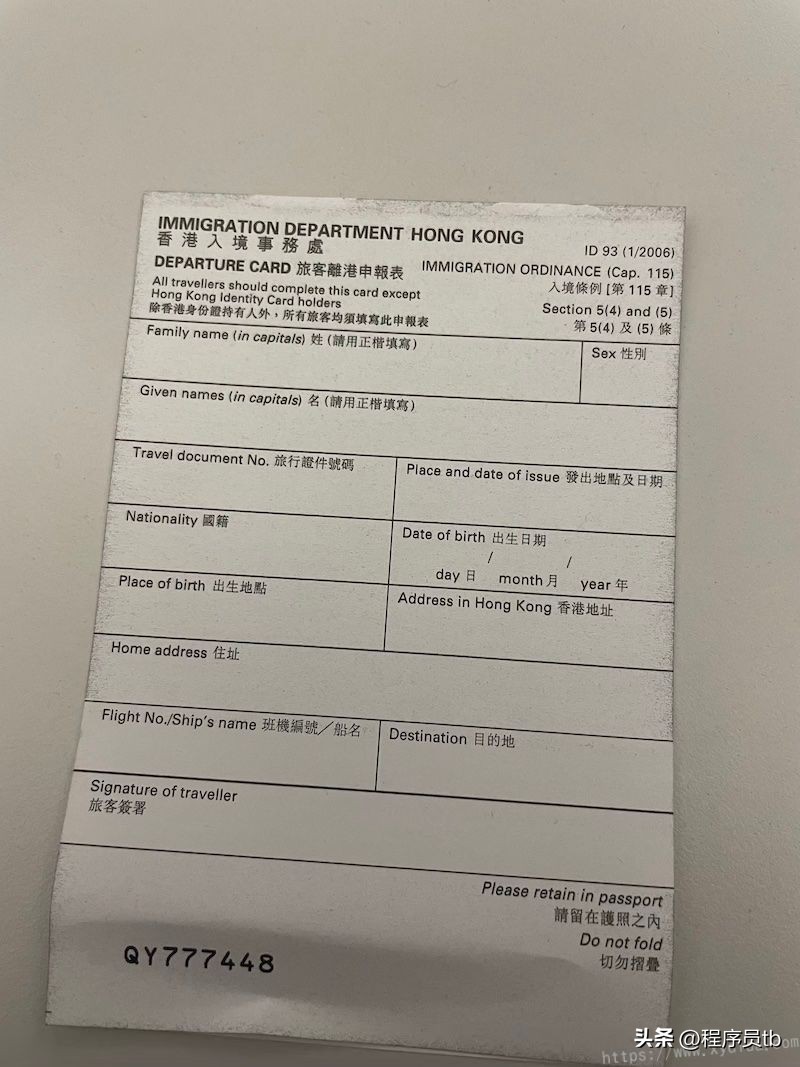 IMMIGRATION DEPARTMENT HONG KONG
香港入境事務處
ID 93 (1/2006)
DEPARTURE CARD 旅客離港申報表
IMMIGRATION ORDINANCE (Cap. 115)
入境條例 [第 115 章]
All travellers should complete this card except
Hong Kong Identity Card holders
除香港身份證持有人外，所有旅客均須填寫此申報表
Section 5(4) and (5)
第 5(4) 及 (5) 條
Family name (in capitals) 姓 (請用正楷填寫)
Sex 性別
Given names (in capitals) 名 (請用正楷填寫)
Travel document No. 旅行證件號碼
Place and date of issue 發出地點及日期
Nationality 國籍
Date of birth 出生日期
/ /
day 日 month 月 year 年
Place of birth 出生地點
Address in Hong Kong 香港地址
Home address 住址
Flight No./Ship's name 班機編號／船名
Destination 目的地
Signature of traveller
旅客簽署
Please retain in passport
請留在護照之內
Do not fold
切勿摺疊
QY777448
头条 @程序员tb